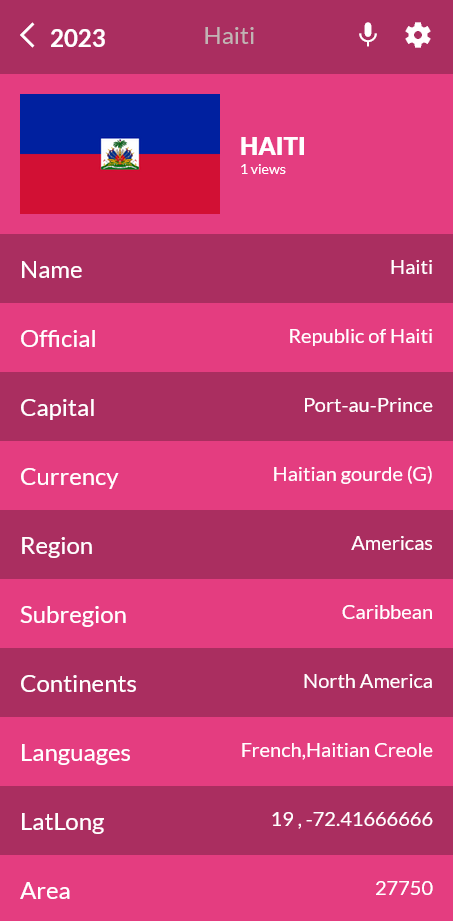 2023
Haiti
HAITI
1 views
Name
Haiti
Official
Republic of Haiti
Capital
Port-au-Prince
Currency
Haitian gourde (G)
Region
Americas
Subregion
Caribbean
Continents
North America
Languages
French,Haitian Creole
LatLong
19 , -72.41666666
Area
27750